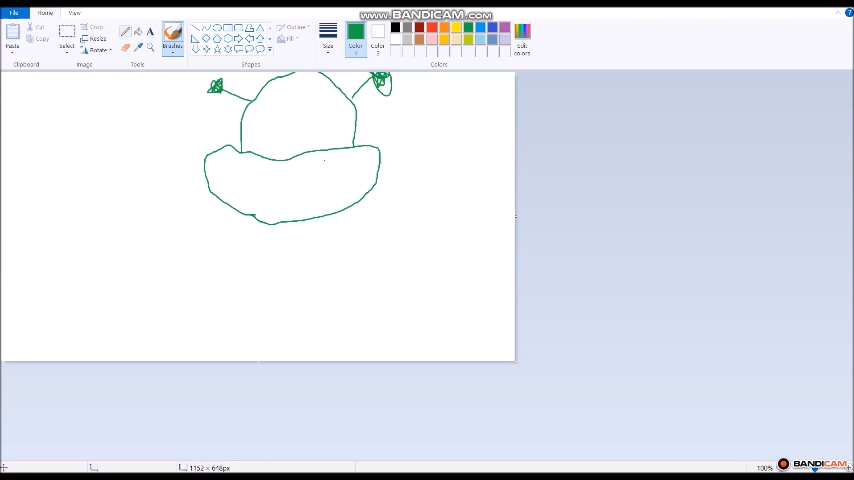 www.BANDICAM.com
File Home View
Cut Crop Outline
Copy Resize Fill
Paste Select Rotate Brushes Size Color 1 Color 2 Edit colors
Clipboard Image Tools Shapes Colors
1152 × 648px 100% BANDICAM